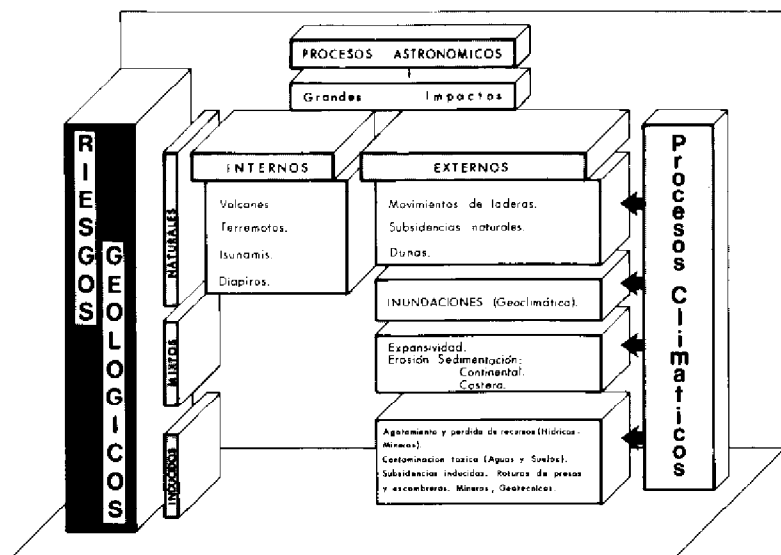 PROCESOS ASTRONOMICOS
Grandes Impactos
RIESGOS
GEOLOGICOS
NATURALES
INTERNOS
Volcanes
Terremotos.
Tsunamis.
Diapiros.
EXTERNOS
Movimientos de laderas.
Subsidencias naturales.
Dunas.
INUNDACIONES (Geoclimática).
MIXTOS
Expansividad.
Erosión Sedimentación:
Continental.
Costera.
INDUCIDOS
Agotamiento y perdida de recursos (Hídricos-
Mineros).
Contaminacion toxica (Aguas y Suelos).
Subsidencias inducidas. Roturas de presas
y escombreras. Mineros, Geotecnicos.
Procesos Climaticos